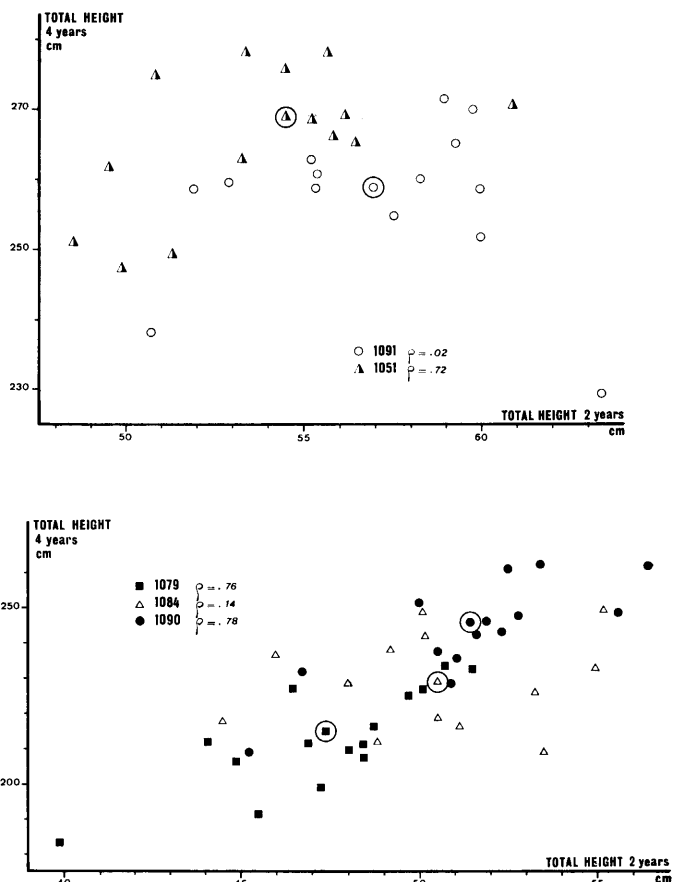 TOTAL HEIGHT
4 years
cm
270
250
230
○ 1091 ρ = .02
1051 ρ = .72
TOTAL HEIGHT 2 years
cm
50 55 60
TOTAL HEIGHT
4 years
cm
■ 1079 ρ = .76
△ 1084 ρ = .14
● 1090 ρ = .78
250
200
TOTAL HEIGHT 2 years
cm